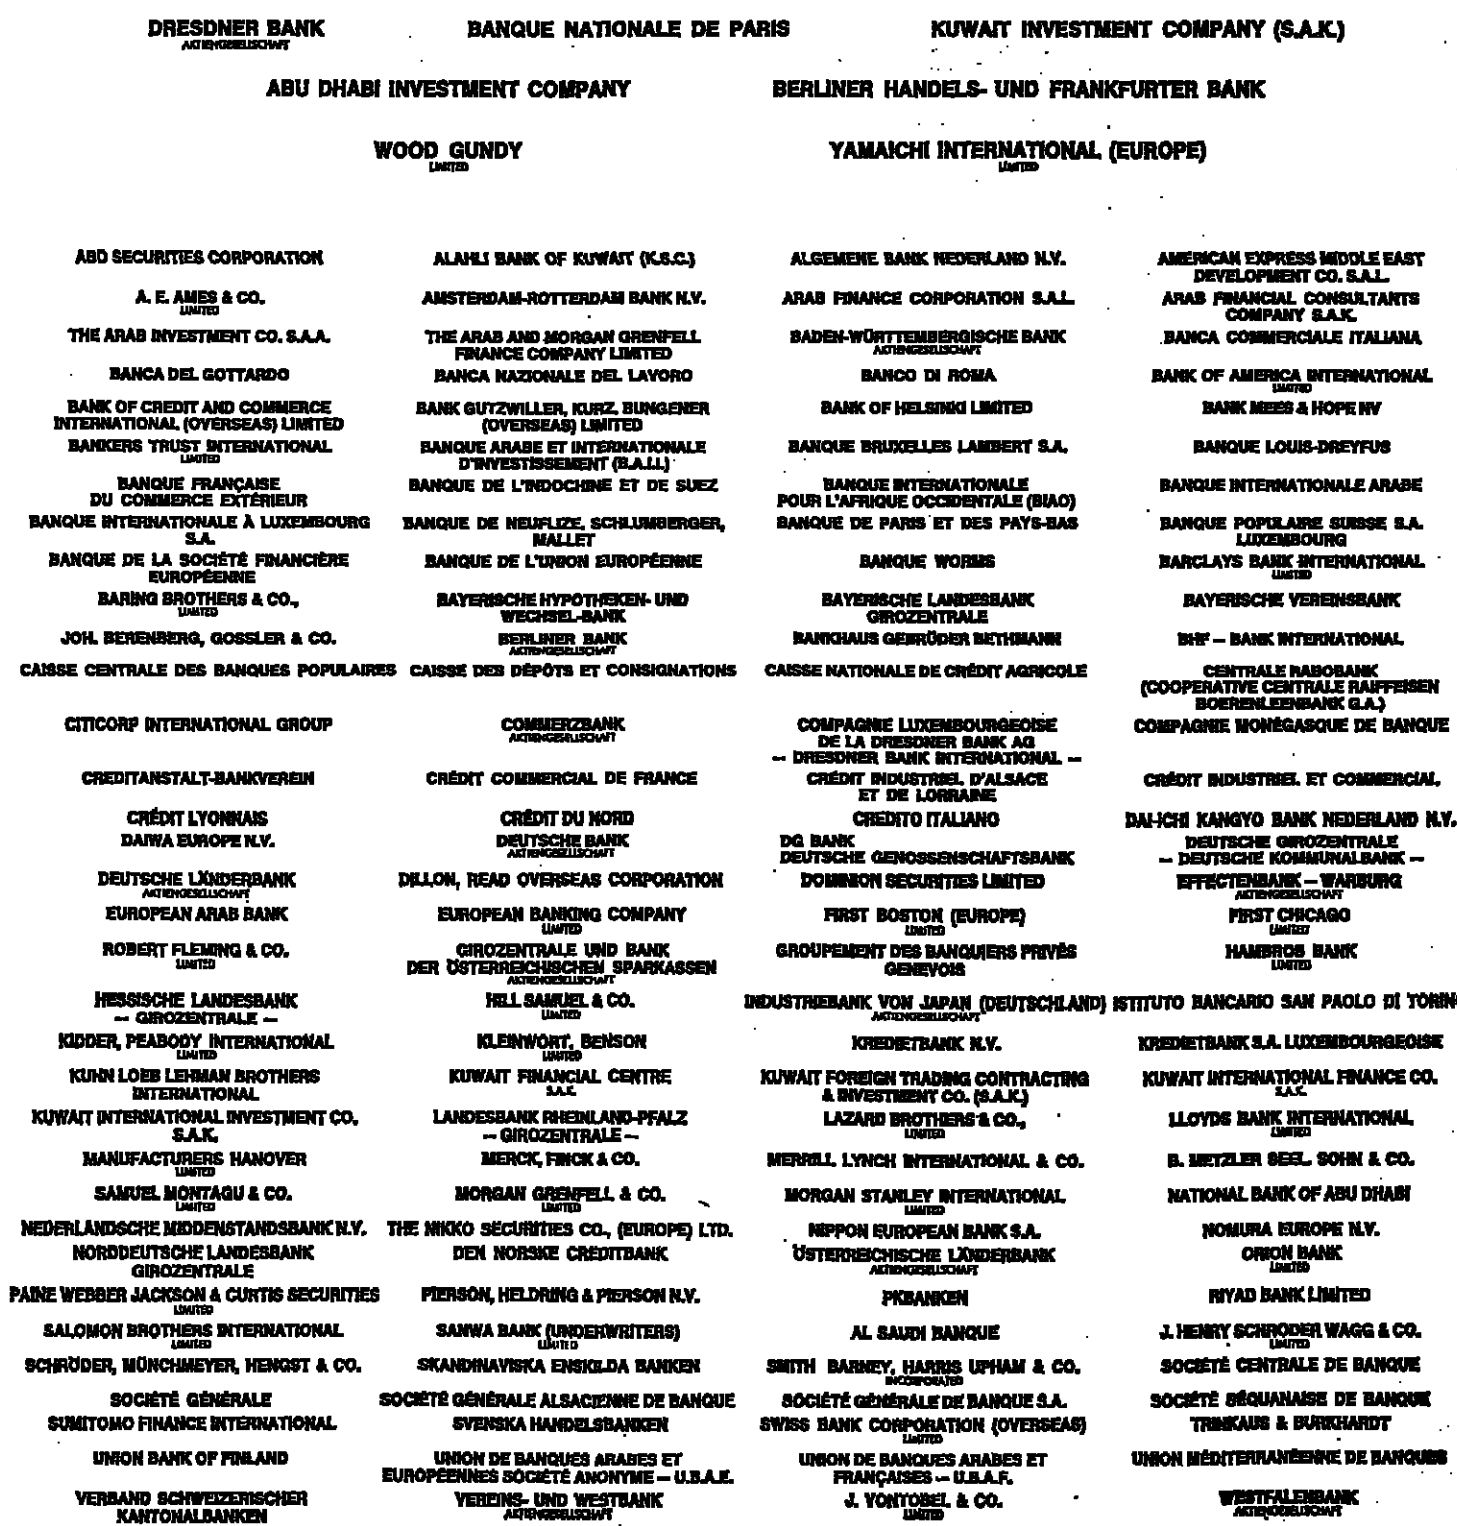 DRESDNER BANK BANQUE NATIONALE DE PARIS KUWAIT INVESTMENT COMPANY (S.A.K.)
AKTIENGESELLSCHAFT
ABU DHABI INVESTMENT COMPANY BERLINER HANDELS- UND FRANKFURTER BANK
WOOD GUNDY YAMAICHI INTERNATIONAL (EUROPE)
LIMITED LIMITED
ABD SECURITIES CORPORATION ALAHLI BANK OF KUWAIT (K.S.C.) ALGEMENE BANK NEDERLAND N.V. AMERICAN EXPRESS MIDDLE EAST
DEVELOPMENT CO. S.A.L.
A. E. AMES & CO. AMSTERDAM-ROTTERDAM BANK N.V. ARAB FINANCE CORPORATION S.A.L. ARAB FINANCIAL CONSULTANTS
LIMITED COMPANY S.A.K.
THE ARAB INVESTMENT CO. S.A.A. THE ARAB AND MORGAN GRENFELL BADEN-WÜRTTEMBERGISCHE BANK BANCA COMMERCIALE ITALIANA
FINANCE COMPANY LIMITED AKTIENGESELLSCHAFT
BANCA DEL GOTTARDO BANCA NAZIONALE DEL LAVORO BANCO DI ROMA BANK OF AMERICA INTERNATIONAL
LIMITED
BANK OF CREDIT AND COMMERCE BANK GUTZWILLER, KURZ, BUNGENER BANK OF HELSINKI LIMITED BANK MEES & HOPE NV
INTERNATIONAL (OVERSEAS) LIMITED (OVERSEAS) LIMITED
BANKERS TRUST INTERNATIONAL BANQUE ARABE ET INTERNATIONALE BANQUE BRUXELLES LAMBERT S.A. BANQUE LOUIS-DREYFUS
LIMITED D'INVESTISSEMENT (B.A.I.I.)
BANQUE FRANÇAISE BANQUE DE L'INDOCHINE ET DE SUEZ BANQUE INTERNATIONALE BANQUE INTERNATIONALE ARABE
DU COMMERCE EXTÉRIEUR POUR L'AFRIQUE OCCIDENTALE (BIAO)
BANQUE INTERNATIONALE À LUXEMBOURG BANQUE DE NEUFLIZE, SCHLUMBERGER, BANQUE DE PARIS ET DES PAYS-BAS BANQUE POPULAIRE SUISSE S.A.
S.A. MALLET LUXEMBOURG
BANQUE DE LA SOCIÉTÉ FINANCIÈRE BANQUE DE L'UNION EUROPÉENNE BANQUE WORMS BARCLAYS BANK INTERNATIONAL
EUROPÉENNE LIMITED
BARING BROTHERS & CO., BAYERISCHE HYPOTHEKEN- UND BAYERISCHE LANDESBANK BAYERISCHE VEREINSBANK
LIMITED WECHSEL-BANK GIROZENTRALE
JOH. BERENBERG, GOSSLER & CO. BERLINER BANK BANKHAUS GEBRÜDER BETHMANN BHF – BANK INTERNATIONAL
AKTIENGESELLSCHAFT
CAISSE CENTRALE DES BANQUES POPULAIRES CAISSE DES DÉPÔTS ET CONSIGNATIONS CAISSE NATIONALE DE CRÉDIT AGRICOLE CENTRALE RABOBANK
(COOPERATIVE CENTRALE RAIFFEISEN
BOERENLEENBANK G.A.)
CITICORP INTERNATIONAL GROUP COMMERZBANK COMPAGNIE LUXEMBOURGEOISE COMPAGNIE MONÉGASQUE DE BANQUE
AKTIENGESELLSCHAFT DE LA DRESDNER BANK AG
– DRESDNER BANK INTERNATIONAL –
CREDITANSTALT-BANKVEREIN CRÉDIT COMMERCIAL DE FRANCE CRÉDIT INDUSTRIEL D'ALSACE CRÉDIT INDUSTRIEL ET COMMERCIAL
ET DE LORRAINE
CRÉDIT LYONNAIS CRÉDIT DU NORD CREDITO ITALIANO DAI-ICHI KANGYO BANK NEDERLAND N.V.
DAIWA EUROPE N.V. DEUTSCHE BANK DG BANK DEUTSCHE GIROZENTRALE
AKTIENGESELLSCHAFT DEUTSCHE GENOSSENSCHAFTSBANK – DEUTSCHE KOMMUNALBANK –
DEUTSCHE LÄNDERBANK DILLON, READ OVERSEAS CORPORATION DOMINION SECURITIES LIMITED EFFECTENBANK – WARBURG
AKTIENGESELLSCHAFT AKTIENGESELLSCHAFT
EUROPEAN ARAB BANK EUROPEAN BANKING COMPANY FIRST BOSTON (EUROPE) FIRST CHICAGO
LIMITED LIMITED LIMITED
ROBERT FLEMING & CO. GIROZENTRALE UND BANK GROUPEMENT DES BANQUIERS PRIVÉS HAMBROS BANK
LIMITED DER ÖSTERREICHISCHEN SPARKASSEN GENEVOIS LIMITED
AKTIENGESELLSCHAFT
HESSISCHE LANDESBANK HILL SAMUEL & CO. INDUSTRIEBANK VON JAPAN (DEUTSCHLAND) ISTITUTO BANCARIO SAN PAOLO DI TORINO
– GIROZENTRALE – LIMITED AKTIENGESELLSCHAFT
KIDDER, PEABODY INTERNATIONAL KLEINWORT, BENSON KREDIETBANK N.V. KREDIETBANK S.A. LUXEMBOURGEOISE
LIMITED LIMITED
KUHN LOEB LEHMAN BROTHERS KUWAIT FINANCIAL CENTRE KUWAIT FOREIGN TRADING CONTRACTING KUWAIT INTERNATIONAL FINANCE CO.
INTERNATIONAL S.A.K. & INVESTMENT CO. (S.A.K.) S.A.K.
KUWAIT INTERNATIONAL INVESTMENT CO. LANDESBANK RHEINLAND-PFALZ LAZARD BROTHERS & CO., LLOYDS BANK INTERNATIONAL
S.A.K. – GIROZENTRALE – LIMITED LIMITED
MANUFACTURERS HANOVER MERCK, FINCK & CO. MERRILL LYNCH INTERNATIONAL & CO. B. METZLER SEEL. SOHN & CO.
LIMITED
SAMUEL MONTAGU & CO. MORGAN GRENFELL & CO. MORGAN STANLEY INTERNATIONAL NATIONAL BANK OF ABU DHABI
LIMITED LIMITED LIMITED
NEDERLANDSCHE MIDDENSTANDSBANK N.V. THE NIKKO SECURITIES CO., (EUROPE) LTD. NIPPON EUROPEAN BANK S.A. NOMURA EUROPE N.V.
NORDDEUTSCHE LANDESBANK DEN NORSKE CREDITBANK ÖSTERREICHISCHE LÄNDERBANK ORION BANK
GIROZENTRALE AKTIENGESELLSCHAFT LIMITED
PAINE WEBBER JACKSON & CURTIS SECURITIES PIERSON, HELDRING & PIERSON N.V. PKBANKEN RIYAD BANK LIMITED
LIMITED
SALOMON BROTHERS INTERNATIONAL SANWA BANK (UNDERWRITERS) AL SAUDI BANQUE J. HENRY SCHRODER WAGG & CO.
LIMITED LIMITED LIMITED
SCHRÖDER, MÜNCHMEYER, HENGST & CO. SKANDINAVISKA ENSKILDA BANKEN SMITH BARNEY, HARRIS UPHAM & CO. SOCIÉTÉ CENTRALE DE BANQUE
INCORPORATED
SOCIÉTÉ GÉNÉRALE SOCIÉTÉ GÉNÉRALE ALSACIENNE DE BANQUE SOCIÉTÉ GÉNÉRALE DE BANQUE S.A. SOCIÉTÉ SÉQUANAISE DE BANQUE
SUMITOMO FINANCE INTERNATIONAL SVENSKA HANDELSBANKEN SWISS BANK CORPORATION (OVERSEAS) TRINKAUS & BURKHARDT
LIMITED
UNION BANK OF FINLAND UNION DE BANQUES ARABES ET UNION DE BANQUES ARABES ET UNION MÉDITERRANÉENNE DE BANQUES
EUROPÉENNES SOCIÉTÉ ANONYME – U.B.A.E. FRANÇAISES – U.B.A.F.
VERBAND SCHWEIZERISCHER VEREINS- UND WESTBANK J. VONTOBEL & CO. WESTFALENBANK
KANTONALBANKEN AKTIENGESELLSCHAFT LIMITED AKTIENGESELLSCHAFT